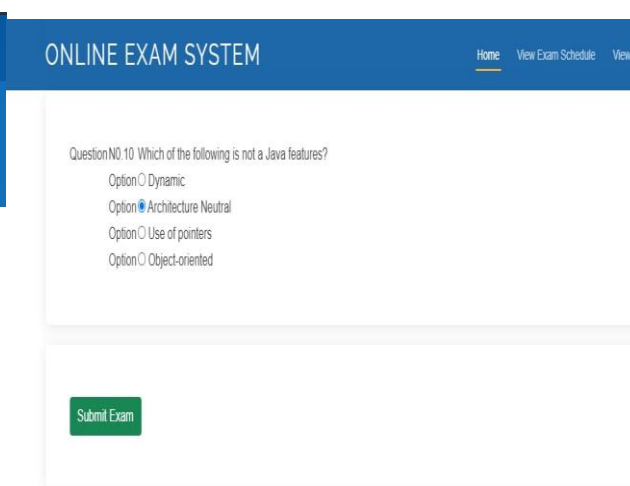 ONLINE EXAM SYSTEM
Home View Exam Schedule View
Question N0.10 Which of the following is not a Java features?
Option Dynamic
Option Architecture Neutral
Option Use of pointers
Option Object-oriented
Submit Exam